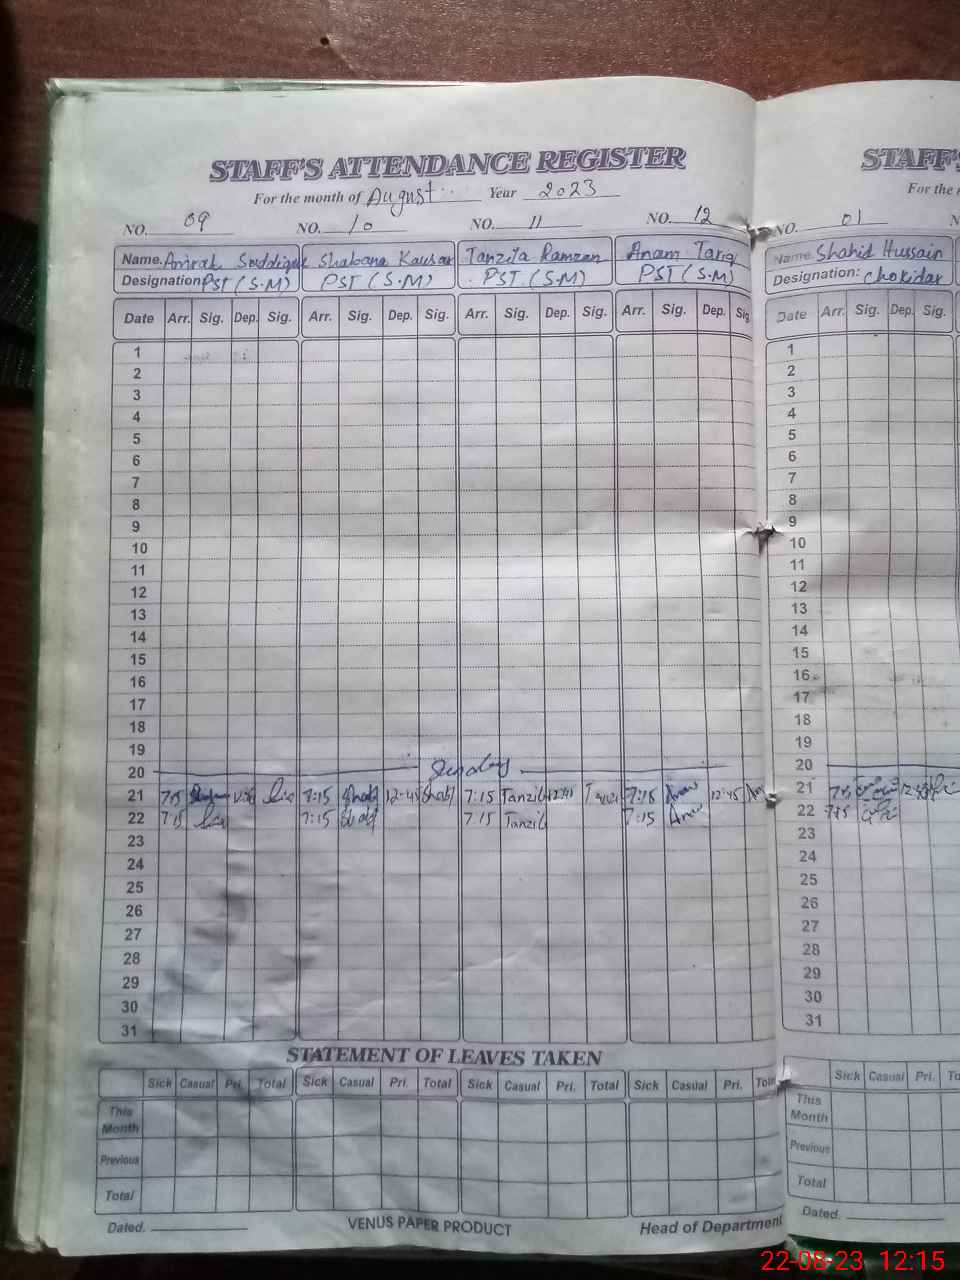 STAFF'S ATTENDANCE REGISTER
For the month of August Year 2023
NO. 09 NO. 10 NO. 11 NO. 12
Name. Shabana Kausar Tanzila Ramzan Anam Tariq
Designation: PST (S.M) PST (S.M) PST (S.M) PST (S.M)
Date Arr. Sig. Dep. Sig. Arr. Sig. Dep. Sig. Arr. Sig. Dep. Sig. Arr. Sig. Dep. Sig
1
2
3
4
5
6
7
8
9
10
11
12
13
14
15
16
17
18
19
20 Sunday
21 7:15 7:15 Shab 12:45 Shab 7:15 Tanzil 12:45 7:15 Anam 12:45
22 7:15 7:15 Shab 7:15 Tanzil 7:15 Anam
23
24
25
26
27
28
29
30
31
STATEMENT OF LEAVES TAKEN
Sick Casual Pri. Total Sick Casual Pri. Total Sick Casual Pri. Total Sick Casual Pri. Total
This Month
Previous
Total
Dated. VENUS PAPER PRODUCT Head of Department
STAFF'S
For the
NO. 01
Name Shahid Hussain
Designation: Chokidar
Date Arr. Sig. Dep. Sig.
1
2
3
4
5
6
7
8
9
10
11
12
13
14
15
16
17
18
19
20
21
22 7:15
23
24
25
26
27
28
29
30
31
Sick Casual Pri. To
This Month
Previous
Total
Dated.
22-08-23 12:15